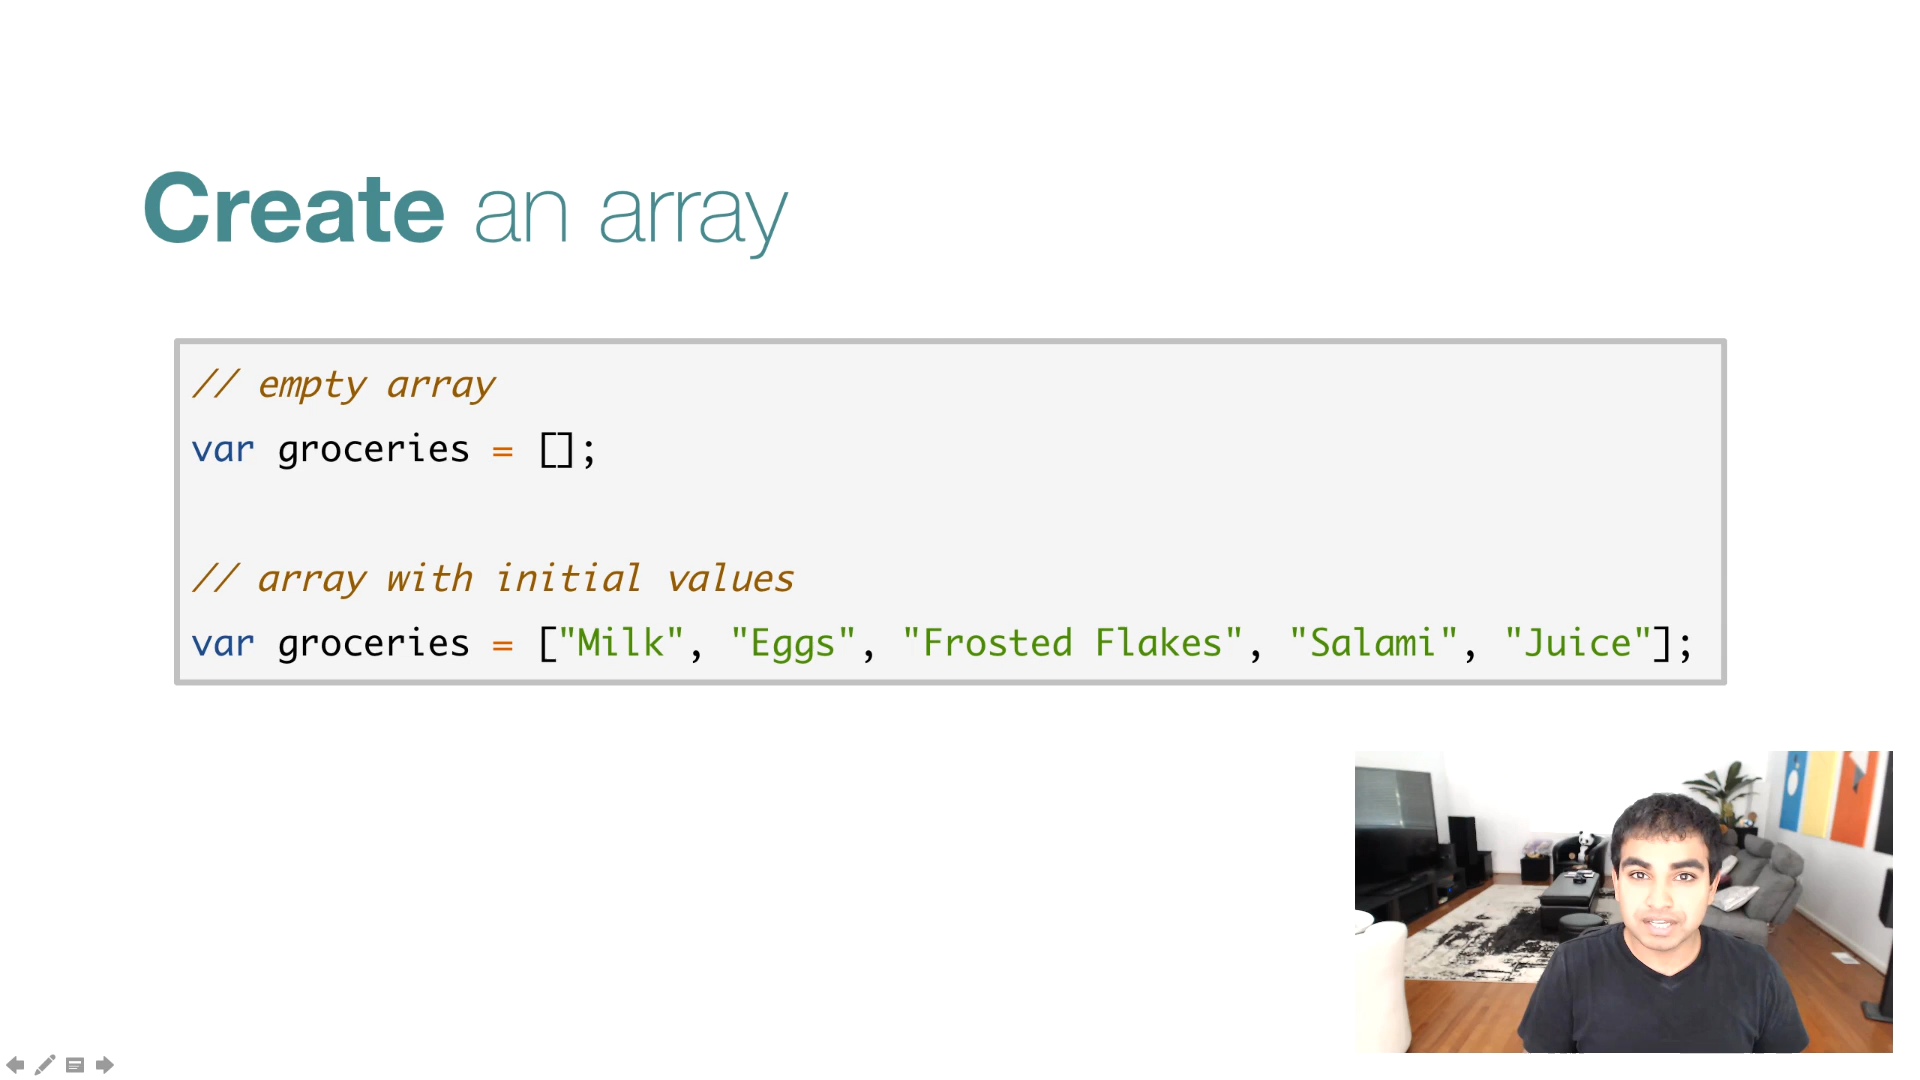 Create an array
// empty array
var groceries = [];
// array with initial values
var groceries = ["Milk", "Eggs", "Frosted Flakes", "Salami", "Juice"];